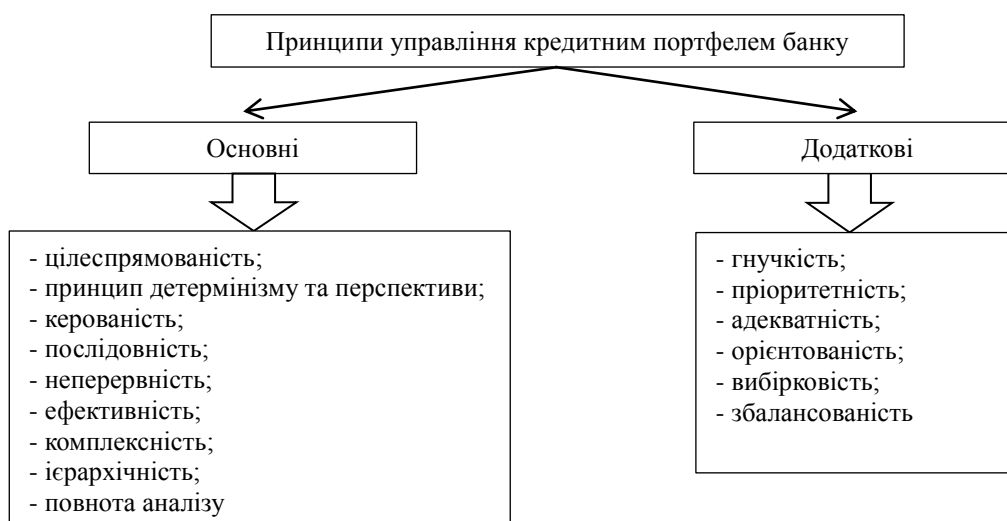 Принципи управління кредитним портфелем банку
Основні
Додаткові
- цілеспрямованість;
- принцип детермінізму та перспективи;
- керованість;
- послідовність;
- неперервність;
- ефективність;
- комплексність;
- ієрархічність;
- повнота аналізу
- гнучкість;
- пріоритетність;
- адекватність;
- орієнтованість;
- вибірковість;
- збалансованість